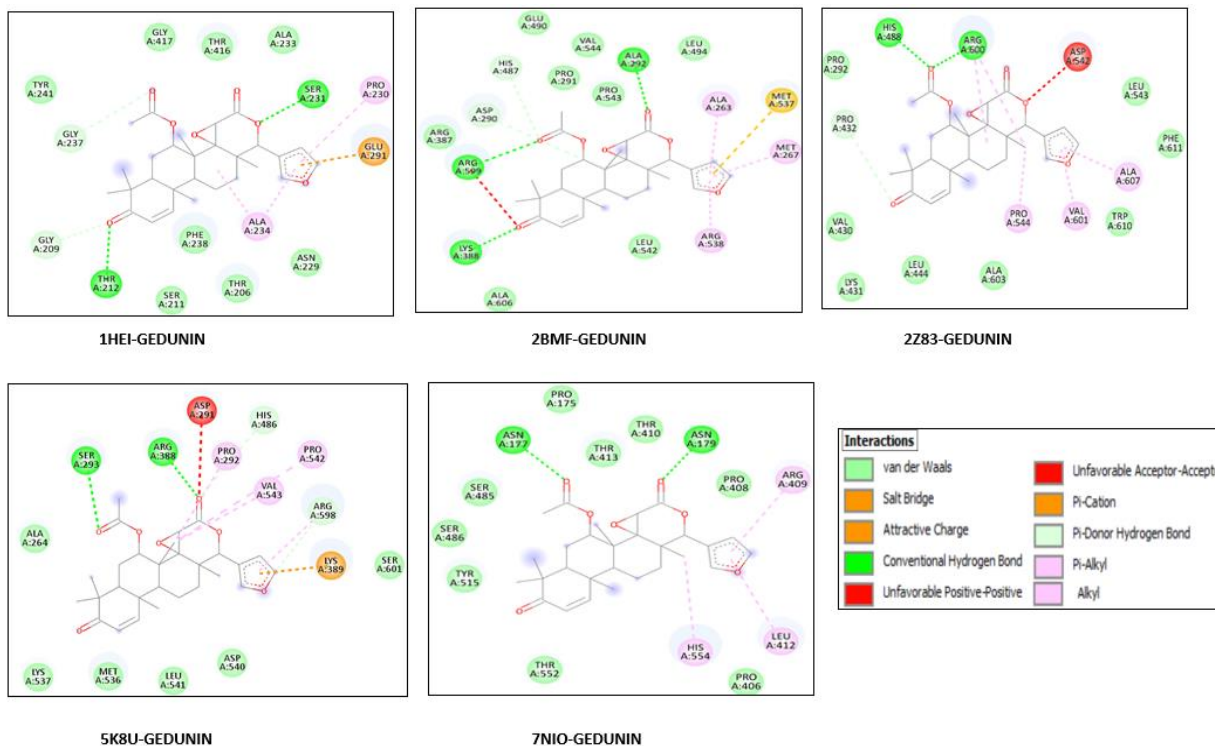 GLY
A:417
THR
A:416
ALA
A:233
TYR
A:241
SER
A:231
PRO
A:230
GLY
A:237
GLU
A:291
GLY
A:209
PHE
A:238
ALA
A:234
ASN
A:229
THR
A:212
SER
A:211
THR
A:206
1HEI-GEDUNIN
GLU
A:490
VAL
A:544
ALA
A:292
LEU
A:494
HIS
A:487
PRO
A:291
PRO
A:543
MET
A:537
ASP
A:290
ALA
A:263
ARG
A:387
ARG
A:599
MET
A:267
LYS
A:388
LEU
A:542
ARG
A:538
ALA
A:606
2BMF-GEDUNIN
HIS
A:488
ARG
A:600
ASP
A:542
PRO
A:292
LEU
A:543
PRO
A:432
PHE
A:611
ALA
A:607
VAL
A:430
PRO
A:544
VAL
A:601
TRP
A:610
LYS
A:431
LEU
A:444
ALA
A:603
2Z83-GEDUNIN
ASP
A:291
HIS
A:486
SER
A:293
ARG
A:388
PRO
A:292
PRO
A:542
VAL
A:543
ARG
A:598
ALA
A:264
LYS
A:389
SER
A:601
LYS
A:537
MET
A:536
LEU
A:541
ASP
A:540
5K8U-GEDUNIN
PRO
A:175
ASN
A:177
THR
A:413
THR
A:410
ASN
A:179
SER
A:485
PRO
A:408
ARG
A:409
SER
A:486
TYR
A:515
HIS
A:554
LEU
A:412
THR
A:552
PRO
A:406
7NIO-GEDUNIN
Interactions
van der Waals
Salt Bridge
Attractive Charge
Conventional Hydrogen Bond
Unfavorable Positive-Positive
Unfavorable Acceptor-Accept
Pi-Cation
Pi-Donor Hydrogen Bond
Pi-Alkyl
Alkyl